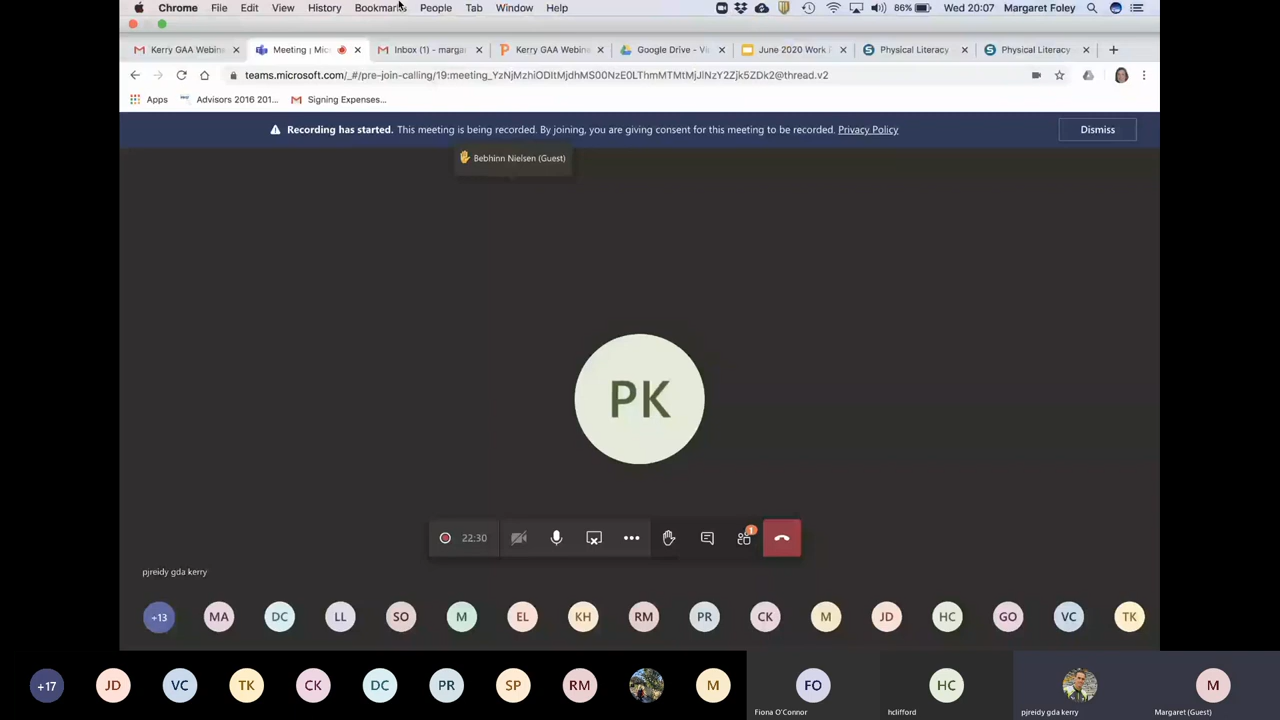 Chrome File Edit View History Bookmarks People Tab Window Help 86% Wed 20:07 Margaret Foley
Kerry GAA Webina Meeting | Mic Inbox (1) - marga Kerry GAA Webina Google Drive - Vi June 2020 Work Physical Literacy Physical Literacy
teams.microsoft.com/_#/pre-join-calling/19:meeting_YzNjMzhiODItMjdhMS00NzE0LThmMTMtMjJlNzY2Zjk5ZDk2@thread.v2
Apps Advisors 2016 201... Signing Expenses...
Recording has started. This meeting is being recorded. By joining, you are giving consent for this meeting to be recorded. Privacy Policy Dismiss
Bebhinn Nielsen (Guest)
PK
22:30 1
pjreidy gda kerry
+13 MA DC LL SO M EL KH RM PR CK M JD HC GO VC TK
+17 JD VC TK CK DC PR SP RM M FO HC M
Fiona O'Connor hclifford pjreidy gda kerry Margaret (Guest)